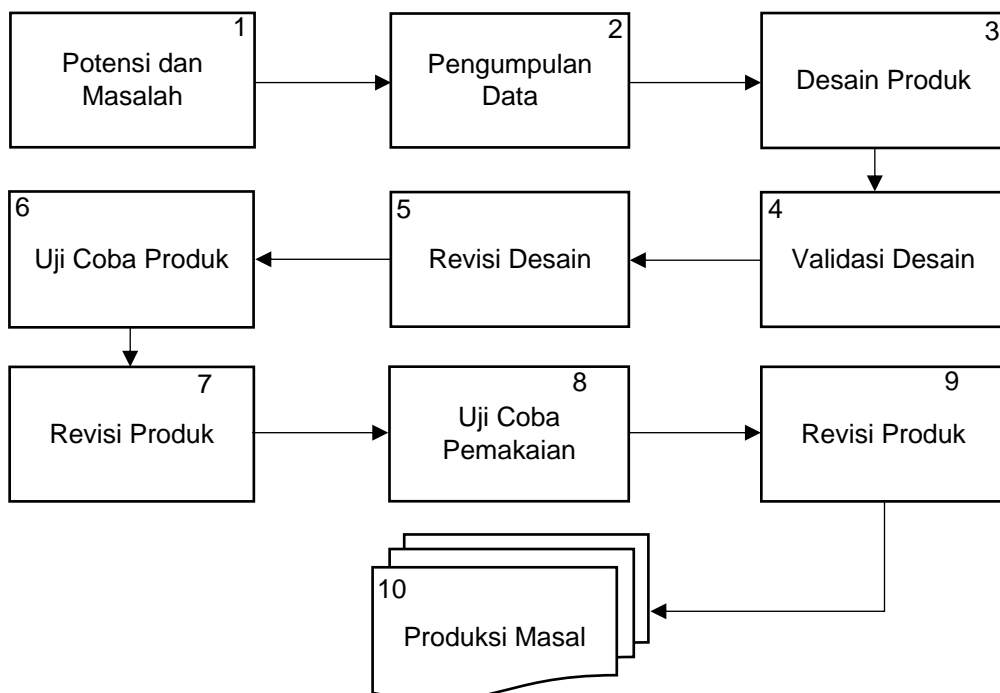 1
Potensi dan
Masalah
2
Pengumpulan
Data
3
Desain Produk
4
Validasi Desain
5
Revisi Desain
6
Uji Coba Produk
7
Revisi Produk
8
Uji Coba
Pemakaian
9
Revisi Produk
10
Produksi Masal